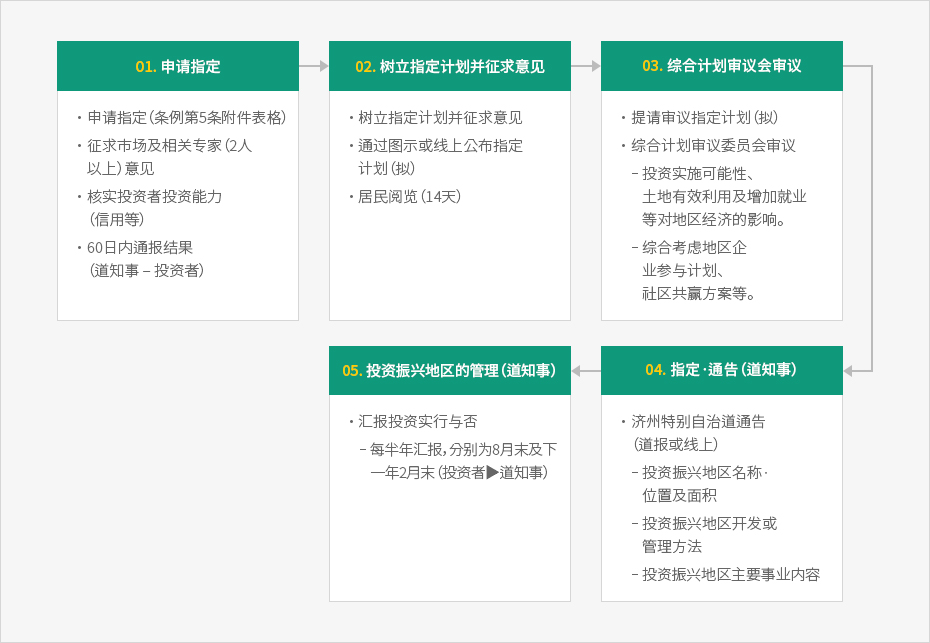 01. 申请指定
· 申请指定（条例第5条附件表格）
· 征求市场及相关专家（2人
以上）意见
· 核实投资者投资能力
（信用等）
· 60日内通报结果
（道知事 – 投资者）
02. 树立指定计划并征求意见
· 树立指定计划并征求意见
· 通过图示或线上公布指定
计划（拟）
· 居民阅览（14天）
03. 综合计划审议会审议
· 提请审议指定计划（拟）
· 综合计划审议委员会审议
– 投资实施可能性、
土地有效利用及增加就业
等对地区经济的影响。
– 综合考虑地区企
业参与计划、
社区共赢方案等。
04. 指定·通告（道知事）
· 济州特别自治道通告
（道报或线上）
– 投资振兴地区名称·
位置及面积
– 投资振兴地区开发或
管理方法
– 投资振兴地区主要事业内容
05. 投资振兴地区的管理（道知事）
· 汇报投资实行与否
– 每半年汇报，分别为8月末及下
一年2月末（投资者▶道知事）